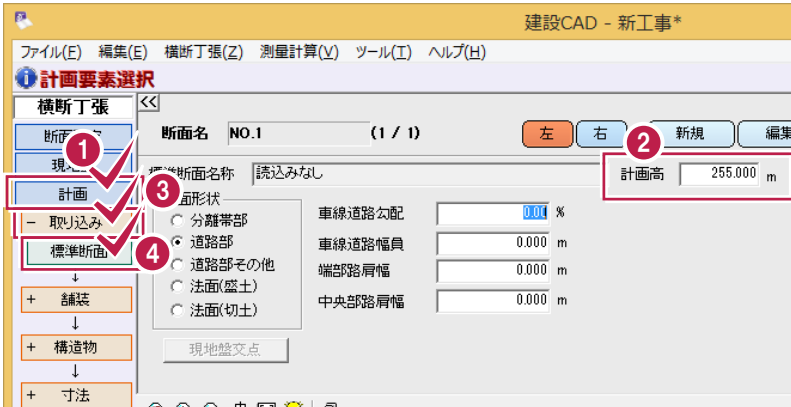 建設CAD - 新工事*
ファイル(F) 編集(E) 横断丁張(Z) 測量計算(V) ツール(T) ヘルプ(H)
計画要素選択
横断丁張
<<
断面
断面名 NO.1 (1 / 1)
左 右 新規 編集
1
2
現
標準断面名称 読込みなし
計画高 255.000 m
計画
3
面形状
- 取り込み
分離帯部
車線道路勾配 0.00 %
標準断面
4
道路部
車線道路幅員 0.000 m
道路部その他
端部路肩幅 0.000 m
↓
法面(盛土)
+ 舗装
法面(切土)
中央部路肩幅 0.000 m
↓
+ 構造物
現地盤交点
↓
+ 寸法